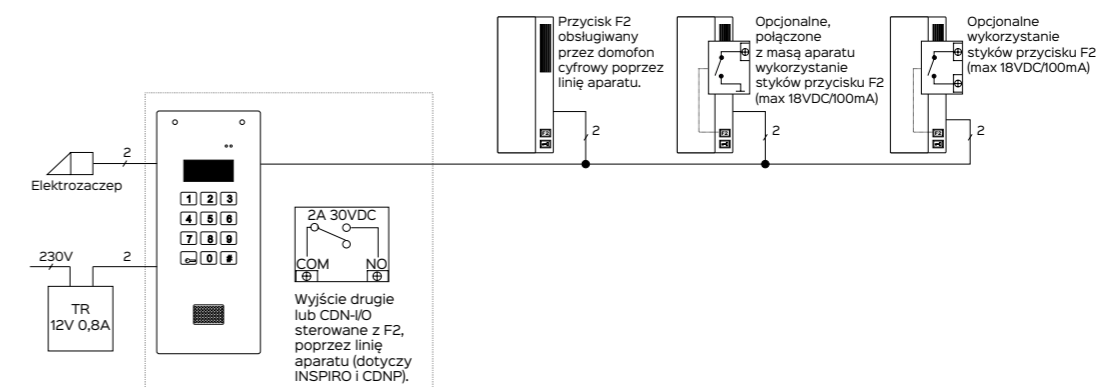 Przycisk F2
obsługiwany
przez domofon
cyfrowy poprzez
linię aparatu.
Opcjonalne,
połączone
z masą aparatu
wykorzystanie
styków przycisku F2
(max 18VDC/100mA)
Opcjonalne
wykorzystanie
styków przycisku F2
(max 18VDC/100mA)
F2
F2
F2
2
2
2
2
Elektrozaczep
1 2 3
4 5 6
7 8 9
0 #
230V
2
TR
12V 0,8A
2A 30VDC
COM NO
Wyjście drugie
lub CDN-I/O
sterowane z F2,
poprzez linię
aparatu (dotyczy
INSPIRO i CDNP).